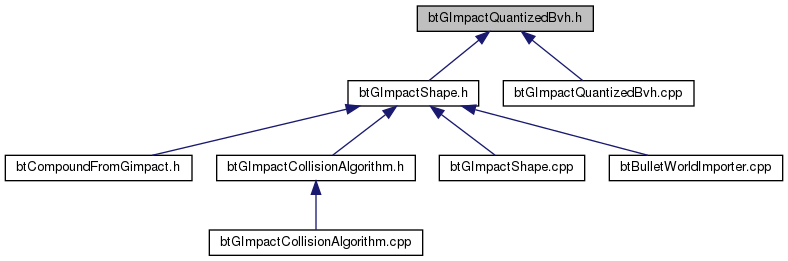 btGImpactQuantizedBvh.h
btGImpactShape.h
btGImpactQuantizedBvh.cpp
btCompoundFromGimpact.h
btGImpactCollisionAlgorithm.h
btGImpactShape.cpp
btBulletWorldImporter.cpp
btGImpactCollisionAlgorithm.cpp